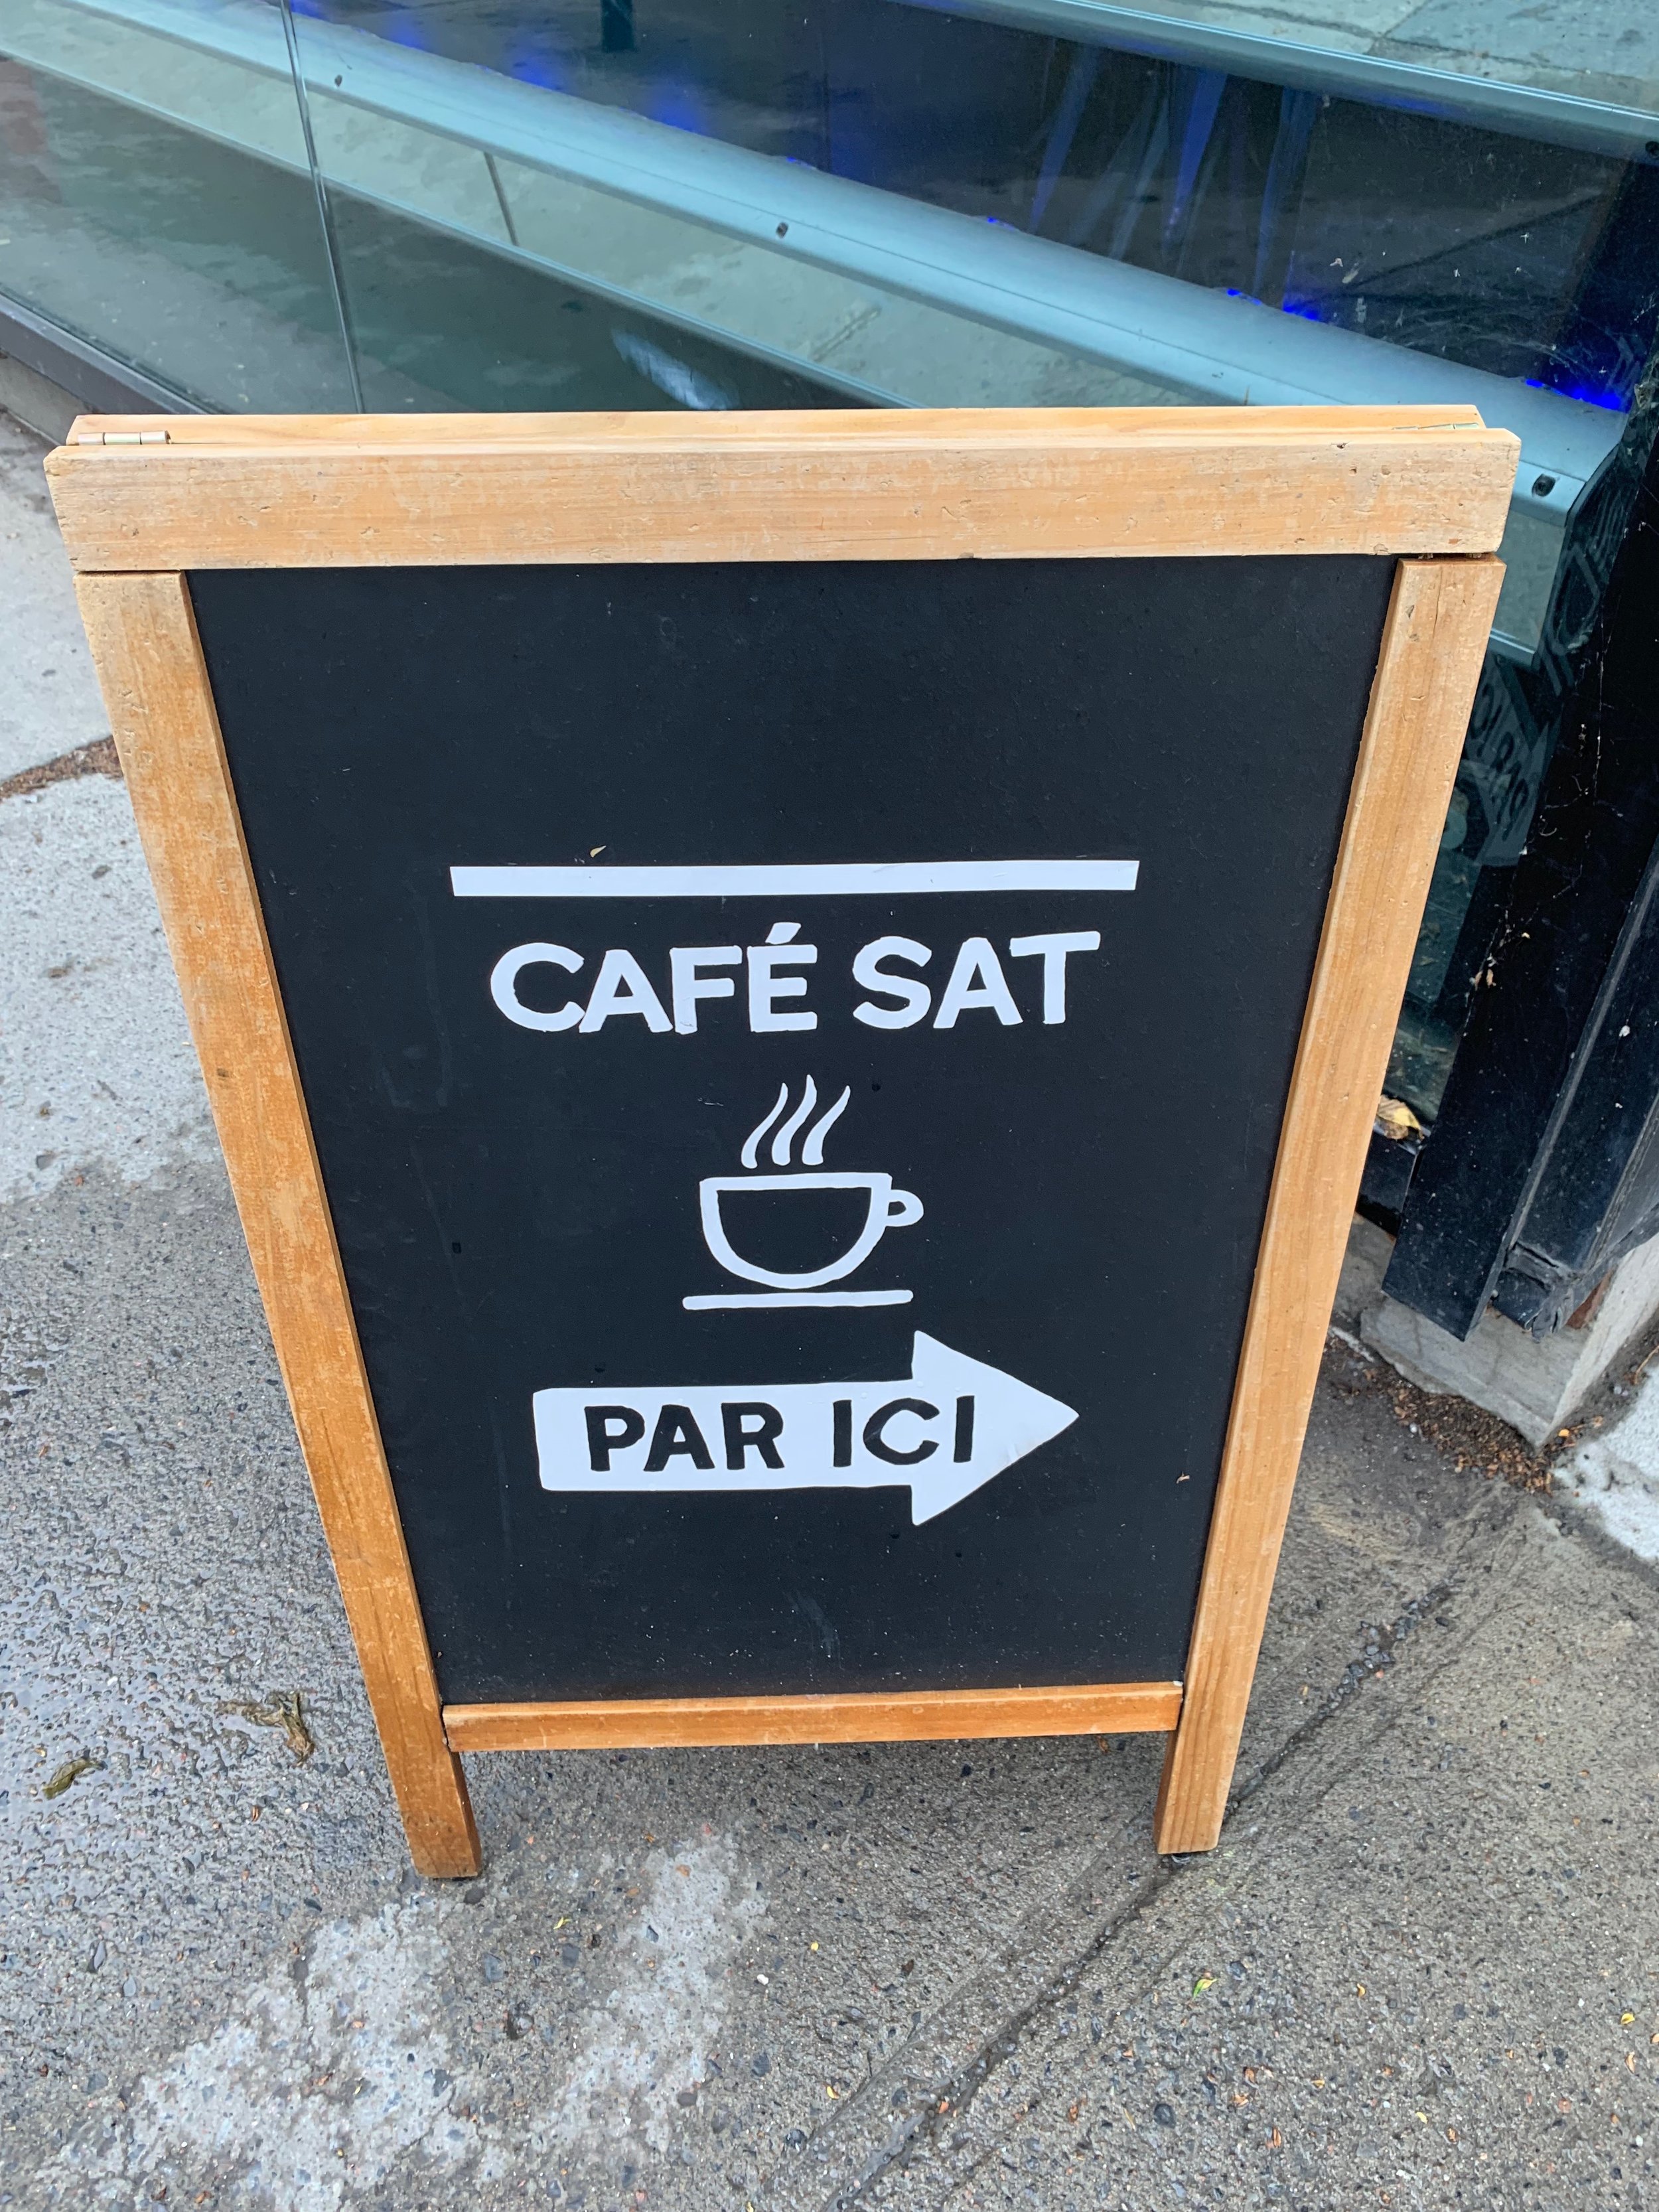 CAFÉ SAT
PAR ICI